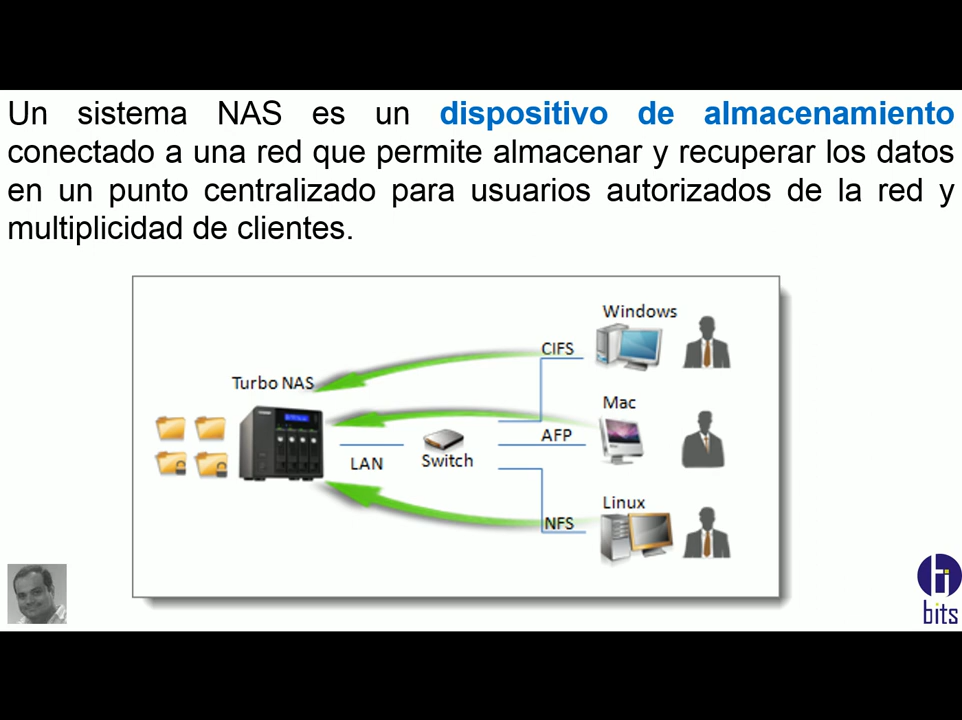 Un sistema NAS es un dispositivo de almacenamiento
conectado a una red que permite almacenar y recuperar los datos
en un punto centralizado para usuarios autorizados de la red y
multiplicidad de clientes.
Windows
CIFS
Turbo NAS
Mac
AFP
LAN
Switch
Linux
NFS
bits